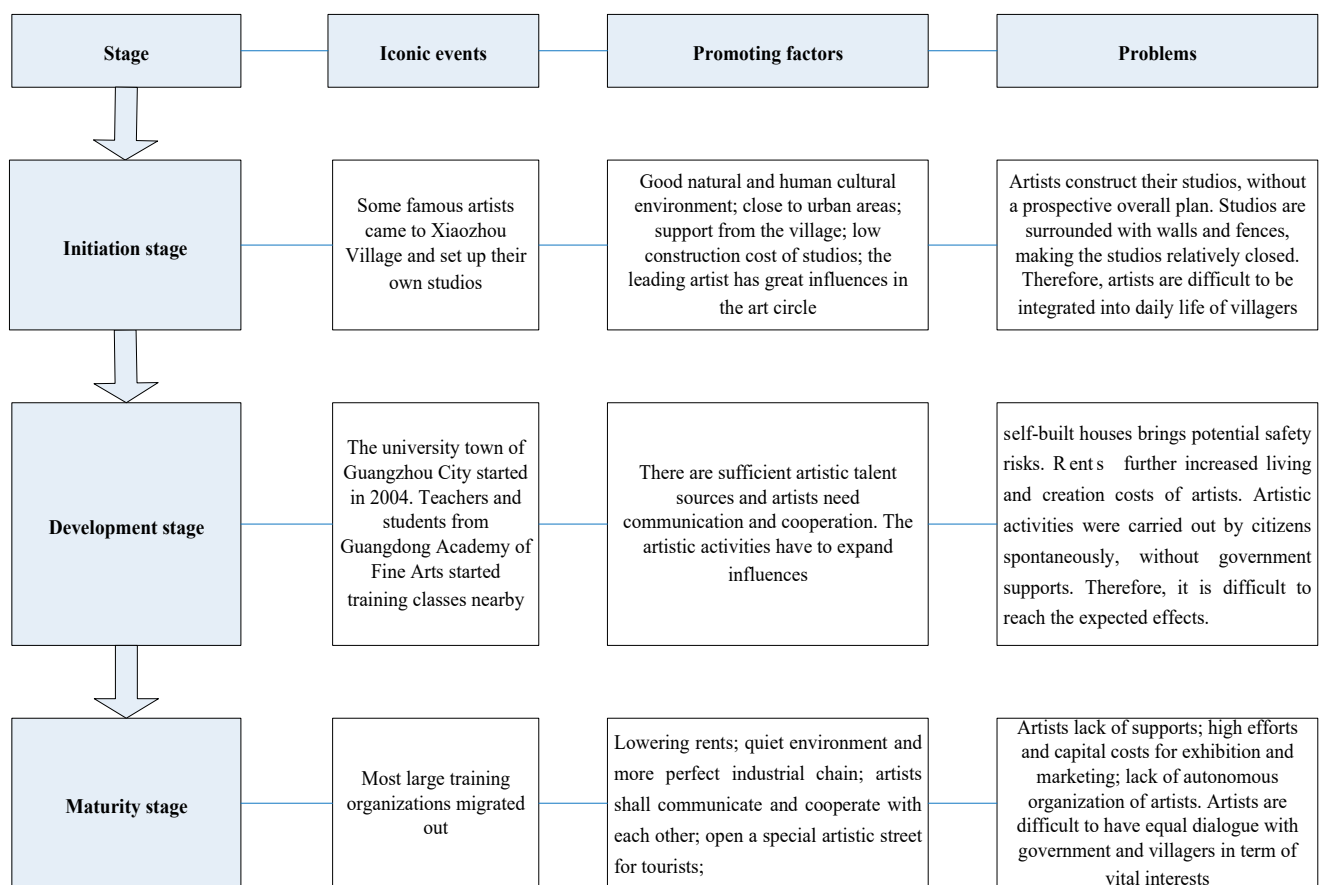 Stage
Iconic events
Promoting factors
Problems
Initiation stage
Some famous artists
came to Xiaozhou
Village and set up their
own studios
Good natural and human cultural
environment; close to urban areas;
support from the village; low
construction cost of studios; the
leading artist has great influences in
the art circle
Artists construct their studios, without
a prospective overall plan. Studios are
surrounded with walls and fences,
making the studios relatively closed.
Therefore, artists are difficult to be
integrated into daily life of villagers
Development stage
The university town of
Guangzhou City started
in 2004. Teachers and
students from
Guangdong Academy of
Fine Arts started
training classes nearby
There are sufficient artistic talent
sources and artists need
communication and cooperation. The
artistic activities have to expand
influences
self-built houses brings potential safety
risks. Rents further increased living
and creation costs of artists. Artistic
activities were carried out by citizens
spontaneously, without government
supports. Therefore, it is difficult to
reach the expected effects.
Maturity stage
Most large training
organizations migrated
out
Lowering rents; quiet environment and
more perfect industrial chain; artists
shall communicate and cooperate with
each other; open a special artistic street
for tourists;
Artists lack of supports; high efforts
and capital costs for exhibition and
marketing; lack of autonomous
organization of artists. Artists are
difficult to have equal dialogue with
government and villagers in term of
vital interests